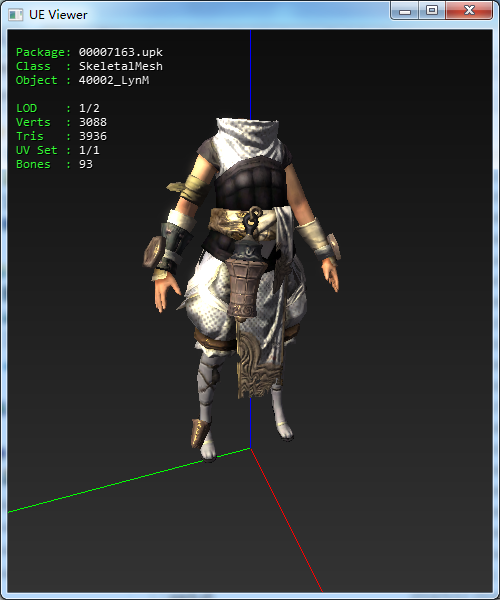 UE Viewer
Package: 00007163.upk
Class : SkeletalMesh
Object : 40002_LynM
LOD : 1/2
Verts : 3088
Tris : 3936
UV Set : 1/1
Bones : 93